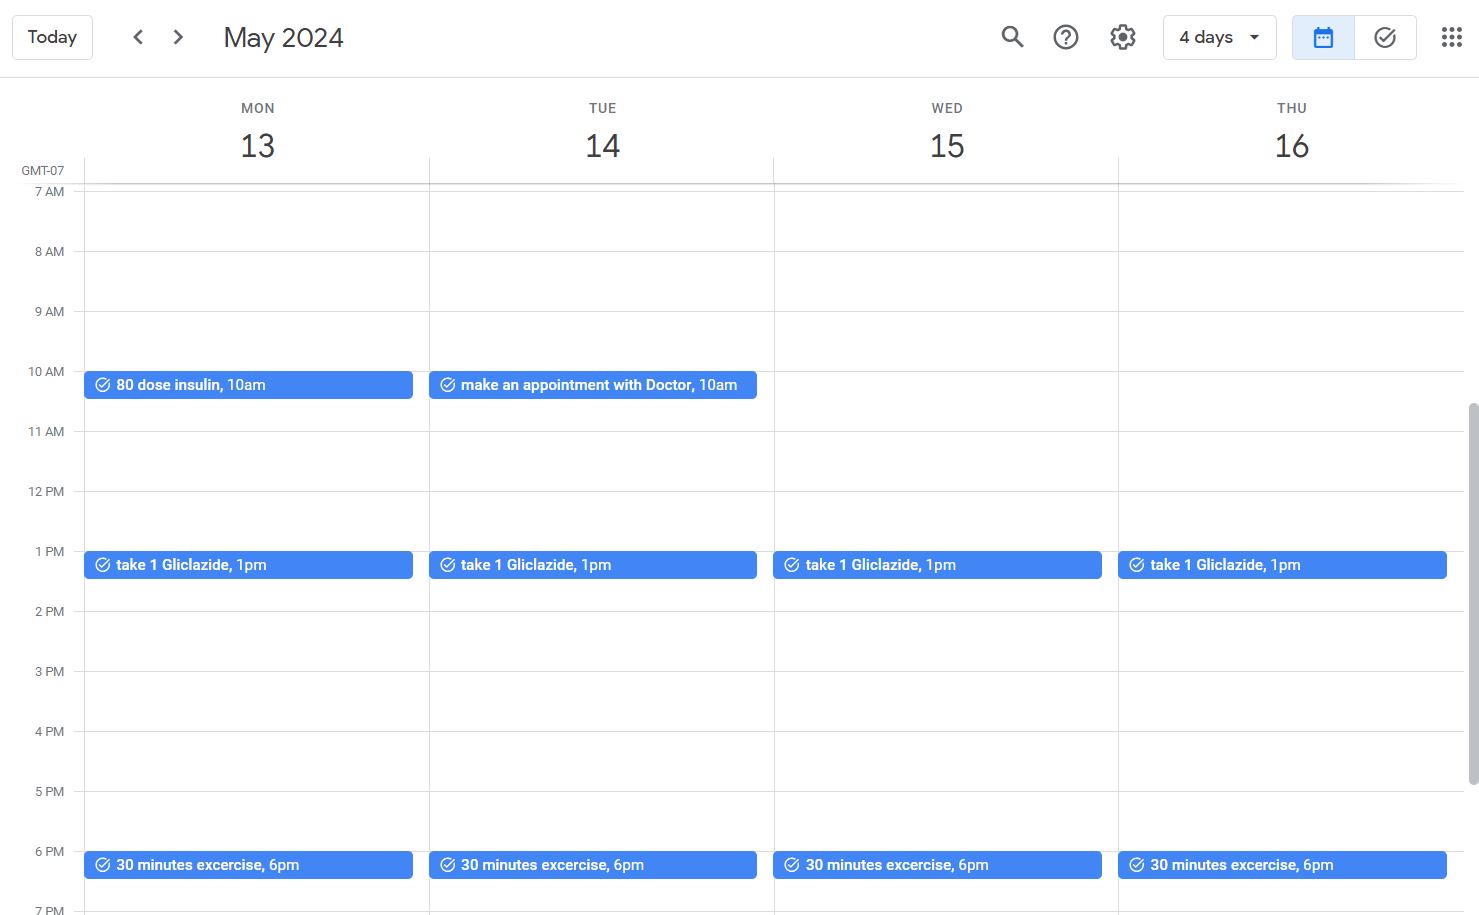 Today
May 2024
4 days
MON
TUE
WED
THU
13
14
15
16
GMT-07
7 AM
8 AM
9 AM
10 AM
80 dose insulin, 10am
make an appointment with Doctor, 10am
11 AM
12 PM
1 PM
take 1 Gliclazide, 1pm
take 1 Gliclazide, 1pm
take 1 Gliclazide, 1pm
take 1 Gliclazide, 1pm
2 PM
3 PM
4 PM
5 PM
6 PM
30 minutes excercise, 6pm
30 minutes excercise, 6pm
30 minutes excercise, 6pm
30 minutes excercise, 6pm
7 PM